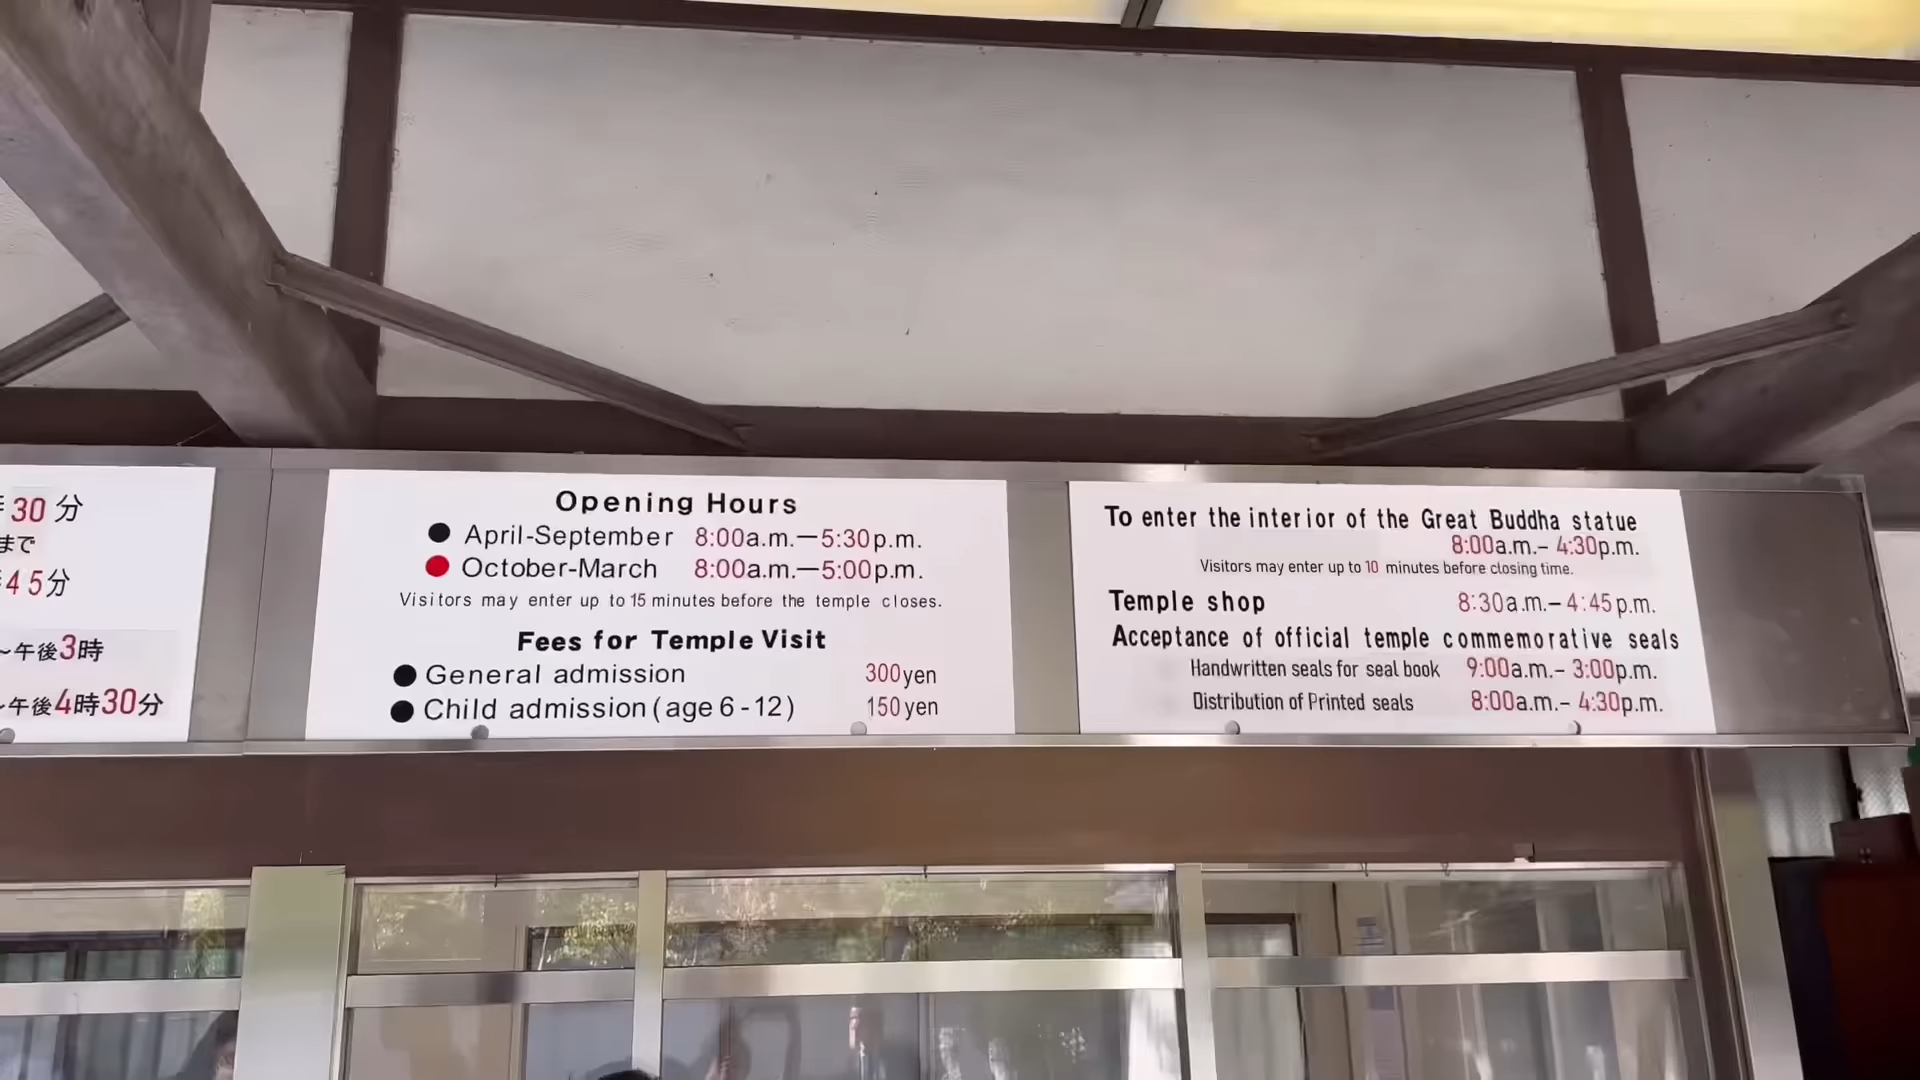 30分
まで
45分
~午後3時
~午後4時30分
Opening Hours
● April-September 8:00a.m.—5:30p.m.
● October-March 8:00a.m.—5:00p.m.
Visitors may enter up to 15 minutes before the temple closes.
Fees for Temple Visit
● General admission 300yen
● Child admission (age 6-12) 150yen
To enter the interior of the Great Buddha statue
8:00a.m.– 4:30p.m.
Visitors may enter up to 10 minutes before closing time.
Temple shop 8:30a.m.– 4:45p.m.
Acceptance of official temple commemorative seals
Handwritten seals for seal book 9:00a.m.– 3:00p.m.
Distribution of Printed seals 8:00a.m.– 4:30p.m.